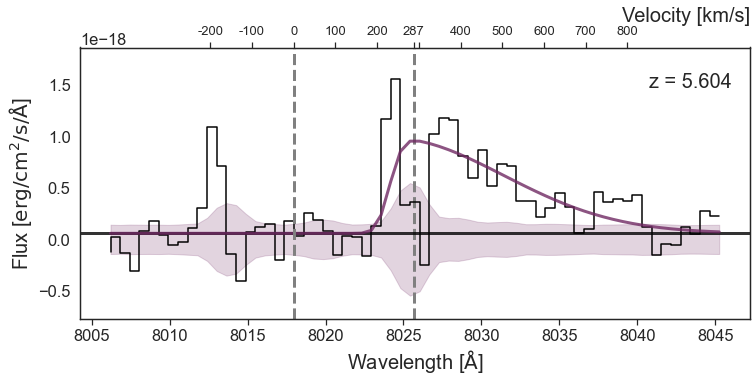 Velocity [km/s]
1e−18
-200 -100 0 100 200 287 400 500 600 700 800
z = 5.604
Flux [erg/cm²/s/Å]
1.5
1.0
0.5
0.0
−0.5
8005 8010 8015 8020 8025 8030 8035 8040 8045
Wavelength [Å]